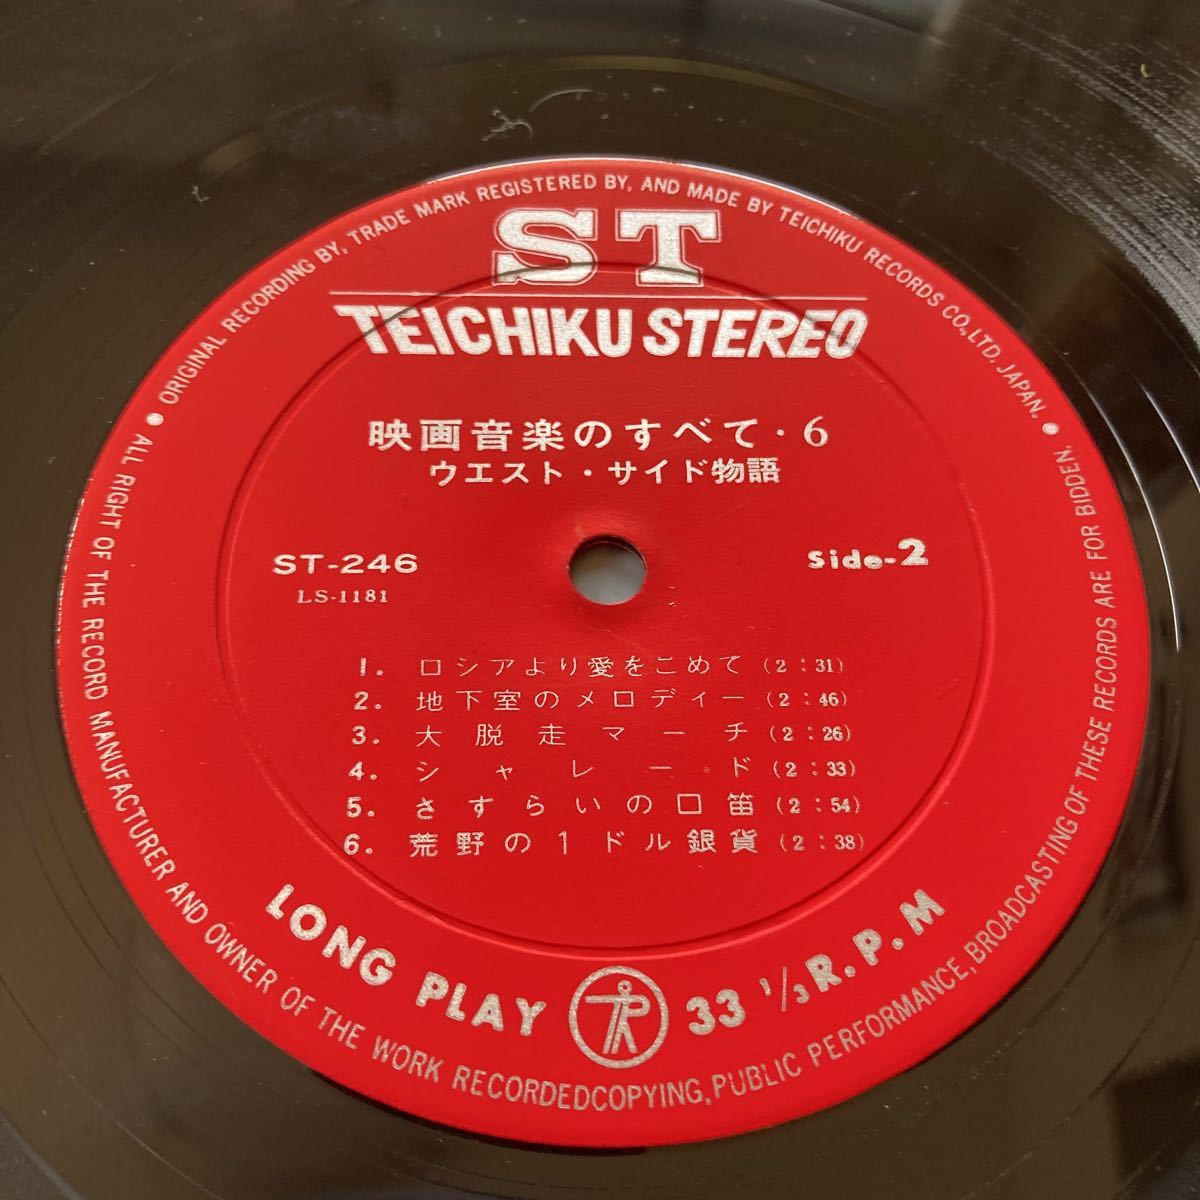 • ORIGINAL RECORDING BY, TRADE MARK REGISTERED BY, AND MADE BY TEICHIKU RECORDS CO., LTD. JAPAN. •
ST
TEICHIKU STEREO
映画音楽のすべて・6
ウエスト・サイド物語
ST-246
Side-2
LS-1181
1. ロシアより愛をこめて (2:31)
2. 地下室のメロディー (2:46)
3. 大脱走マーチ (2:26)
4. シャレード (2:33)
5. さすらいの口笛 (2:54)
6. 荒野の1ドル銀貨 (2:38)
LONG PLAY 33 1/3 R.P.M
ALL RIGHT OF THE RECORD MANUFACTURER AND OWNER OF THE WORK RECORDEDCOPYING, PUBLIC PERFORMANCE, BROADCASTING OF THESE RECORDS ARE FOR BIDDEN.